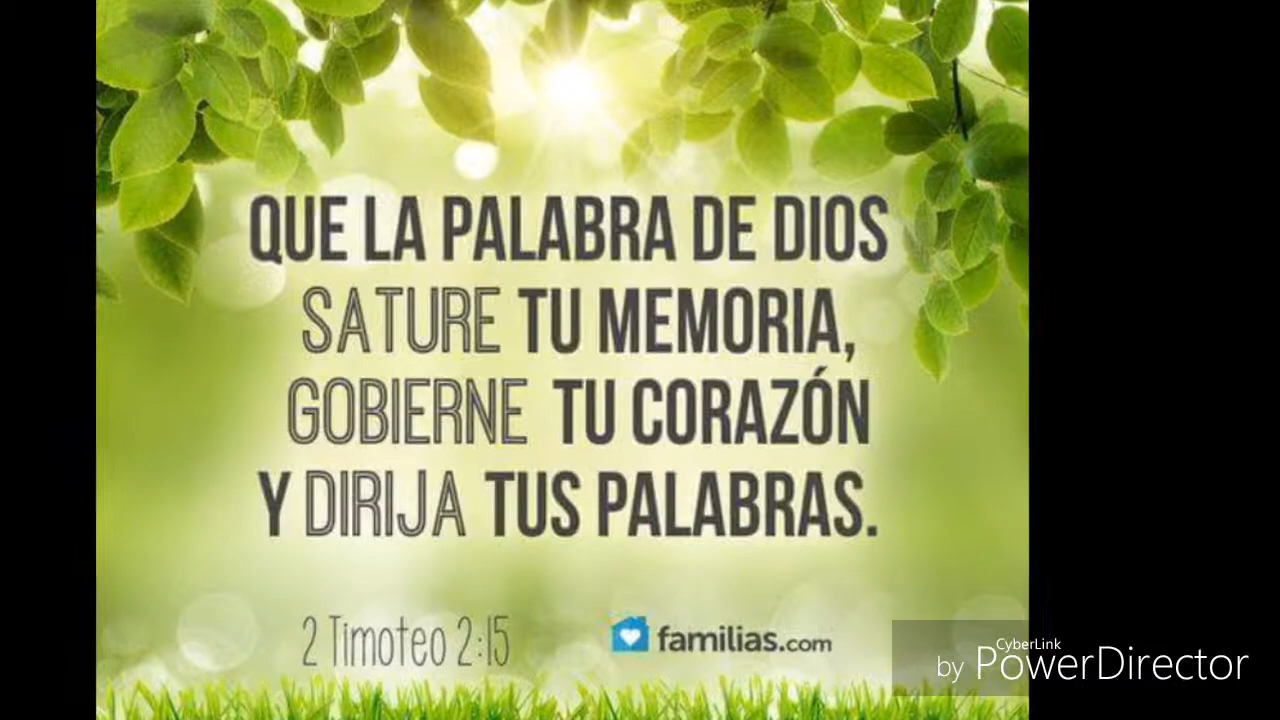 QUE LA PALABRA DE DIOS
SATURE TU MEMORIA,
GOBIERNE TU CORAZÓN
Y DIRIJA TUS PALABRAS.
2 Timoteo 2:15
familias.com
CyberLink
by PowerDirector